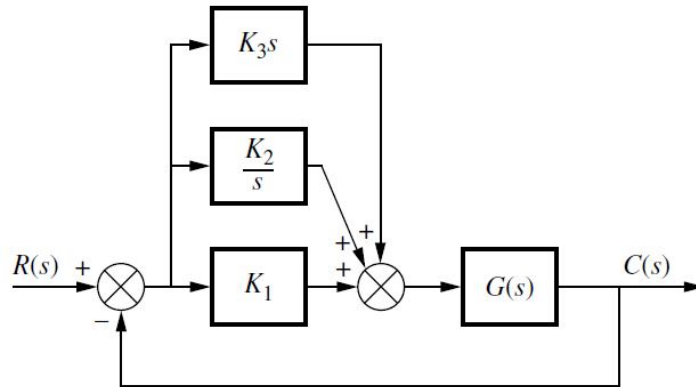 K₃s
K₂
s
+
+
R(s) + K₁ + G(s) C(s)
−